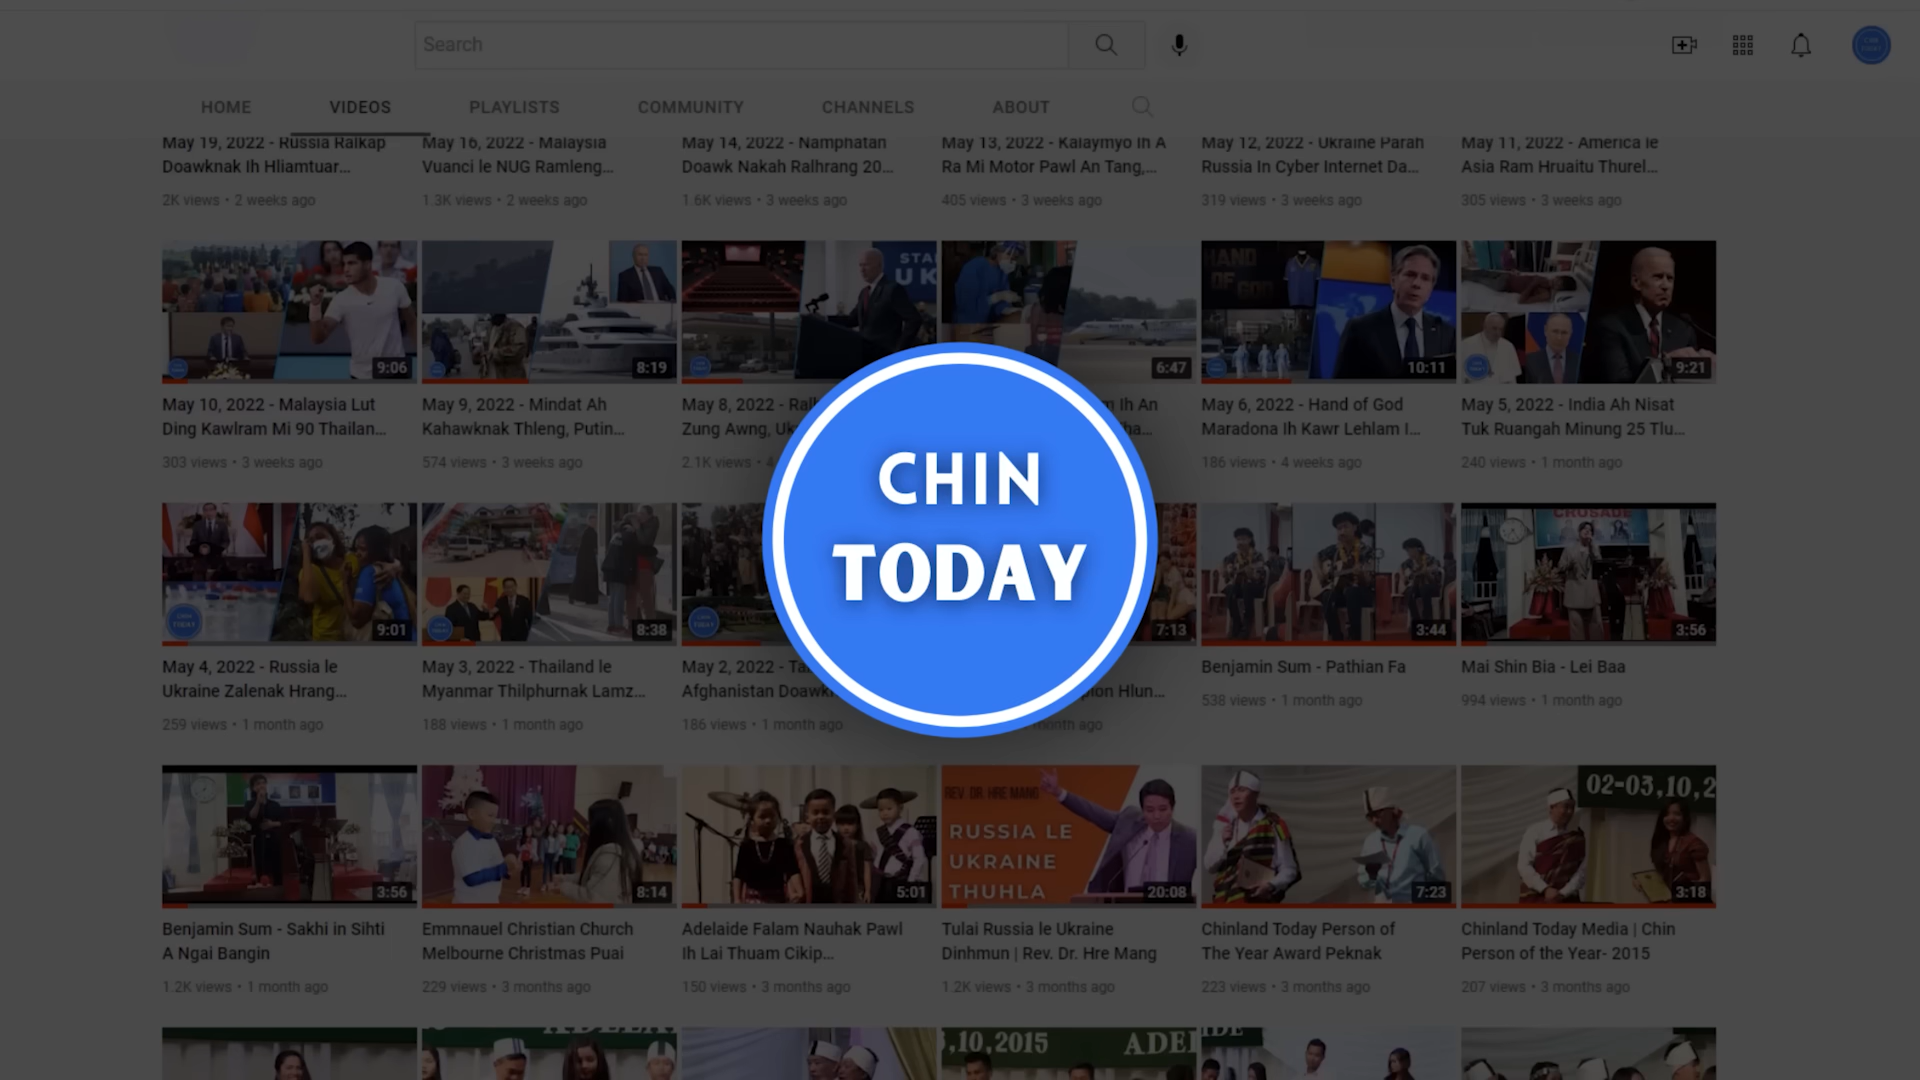 Search
HOME
VIDEOS
PLAYLISTS
COMMUNITY
CHANNELS
ABOUT
May 19, 2022 - Russia Ralkap
Doawknak Ih Hliamtuar...
2K views • 2 weeks ago
May 16, 2022 - Malaysia
Vuanci le NUG Ramleng...
1.3K views • 2 weeks ago
May 14, 2022 - Namphatan
Doawk Nakah Ralhrang 20...
1.6K views • 3 weeks ago
May 13, 2022 - Kalaymyo Ih A
Ra Mi Motor Pawl An Tang,...
405 views • 3 weeks ago
May 12, 2022 - Ukraine Parah
Russia In Cyber Internet Da...
319 views • 3 weeks ago
May 11, 2022 - America le
Asia Ram Hruaitu Thurel...
305 views • 3 weeks ago
9:06
May 10, 2022 - Malaysia Lut
Ding Kawlram Mi 90 Thailan...
303 views • 3 weeks ago
8:19
May 9, 2022 - Mindat Ah
Kahawknak Thleng, Putin...
574 views • 3 weeks ago
UK
May 8, 2022 -
Zung Awng,
2.1K views •
6:47
Ih An
HAND
OF GOD
10:11
May 6, 2022 - Hand of God
Maradona Ih Kawr Lehlam I...
186 views • 4 weeks ago
9:21
May 5, 2022 - India Ah Nisat
Tuk Ruangah Minung 25 Tlu...
240 views • 1 month ago
CHIN
TODAY
9:01
May 4, 2022 - Russia le
Ukraine Zalenak Hrang...
259 views • 1 month ago
8:38
May 3, 2022 - Thailand le
Myanmar Thilphurnak Lamz...
188 views • 1 month ago
May 2, 2022 -
Afghanistan
186 views • 1 month ago
7:13
Hlun...
month ago
3:44
Benjamin Sum - Pathian Fa
538 views • 1 month ago
CRUSADE
3:56
Mai Shin Bia - Lei Baa
994 views • 1 month ago
3:56
Benjamin Sum - Sakhi in Sihti
A Ngai Bangin
1.2K views • 1 month ago
8:14
Emmnauel Christian Church
Melbourne Christmas Puai
229 views • 3 months ago
5:01
Adelaide Falam Nauhak Pawl
Ih Lai Thuam Cikip...
150 views • 3 months ago
REV. DR. HRE MANG
RUSSIA LE
UKRAINE
THUHLA
20:08
Tulai Russia le Ukraine
Dinhmun | Rev. Dr. Hre Mang
1.2K views • 3 months ago
7:23
Chinland Today Person of
The Year Award Peknak
223 views • 3 months ago
02-03,10,2
3:18
Chinland Today Media | Chin
Person of the Year- 2015
207 views • 3 months ago
,10,2015
ADEL